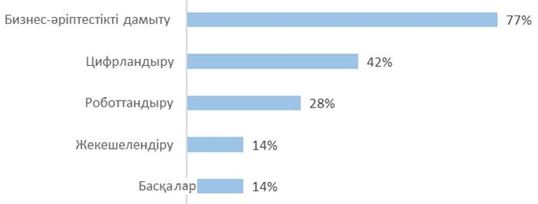 Бизнес-әріптестікті дамыту 77%
Цифрландыру 42%
Роботтандыру 28%
Жекешелендіру 14%
Басқалар 14%